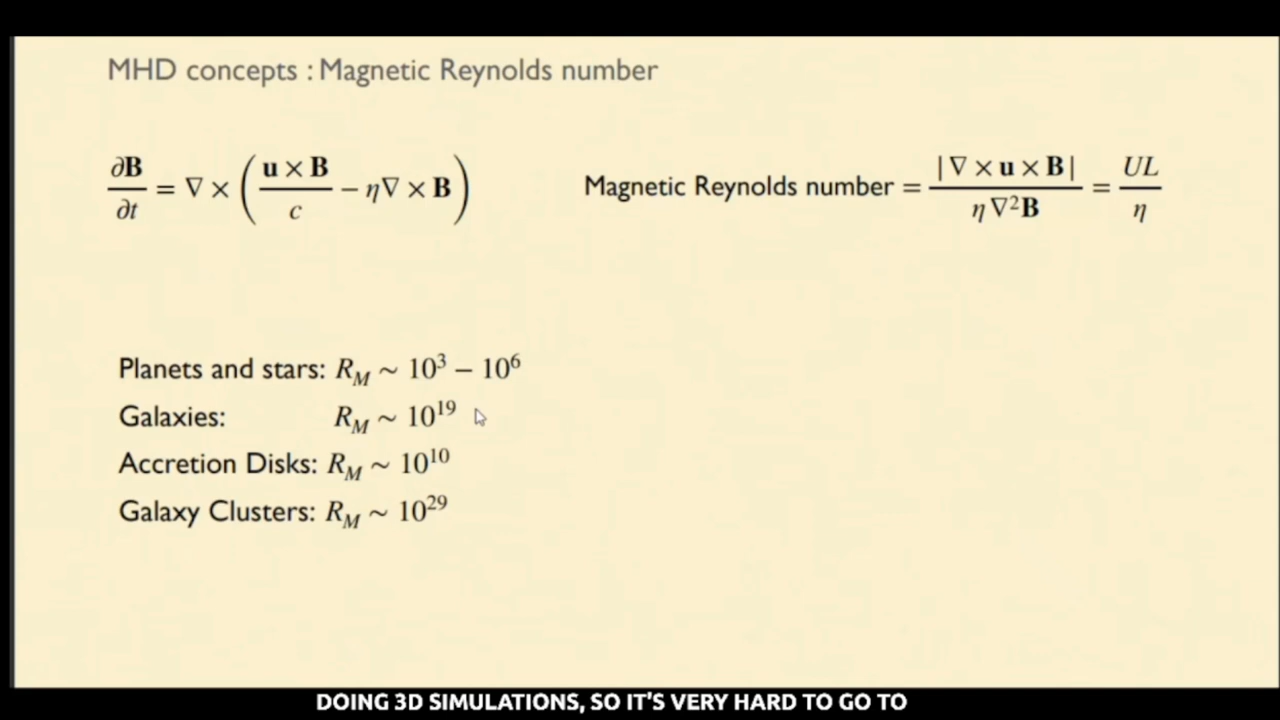 MHD concepts : Magnetic Reynolds number
∂B/∂t = ∇ × ( u × B / c − η∇ × B )
Magnetic Reynolds number = |∇ × u × B| / η ∇²B = UL / η
Planets and stars: R_M ~ 10³ − 10⁶
Galaxies: R_M ~ 10¹⁹
Accretion Disks: R_M ~ 10¹⁰
Galaxy Clusters: R_M ~ 10²⁹
DOING 3D SIMULATIONS, SO IT'S VERY HARD TO GO TO